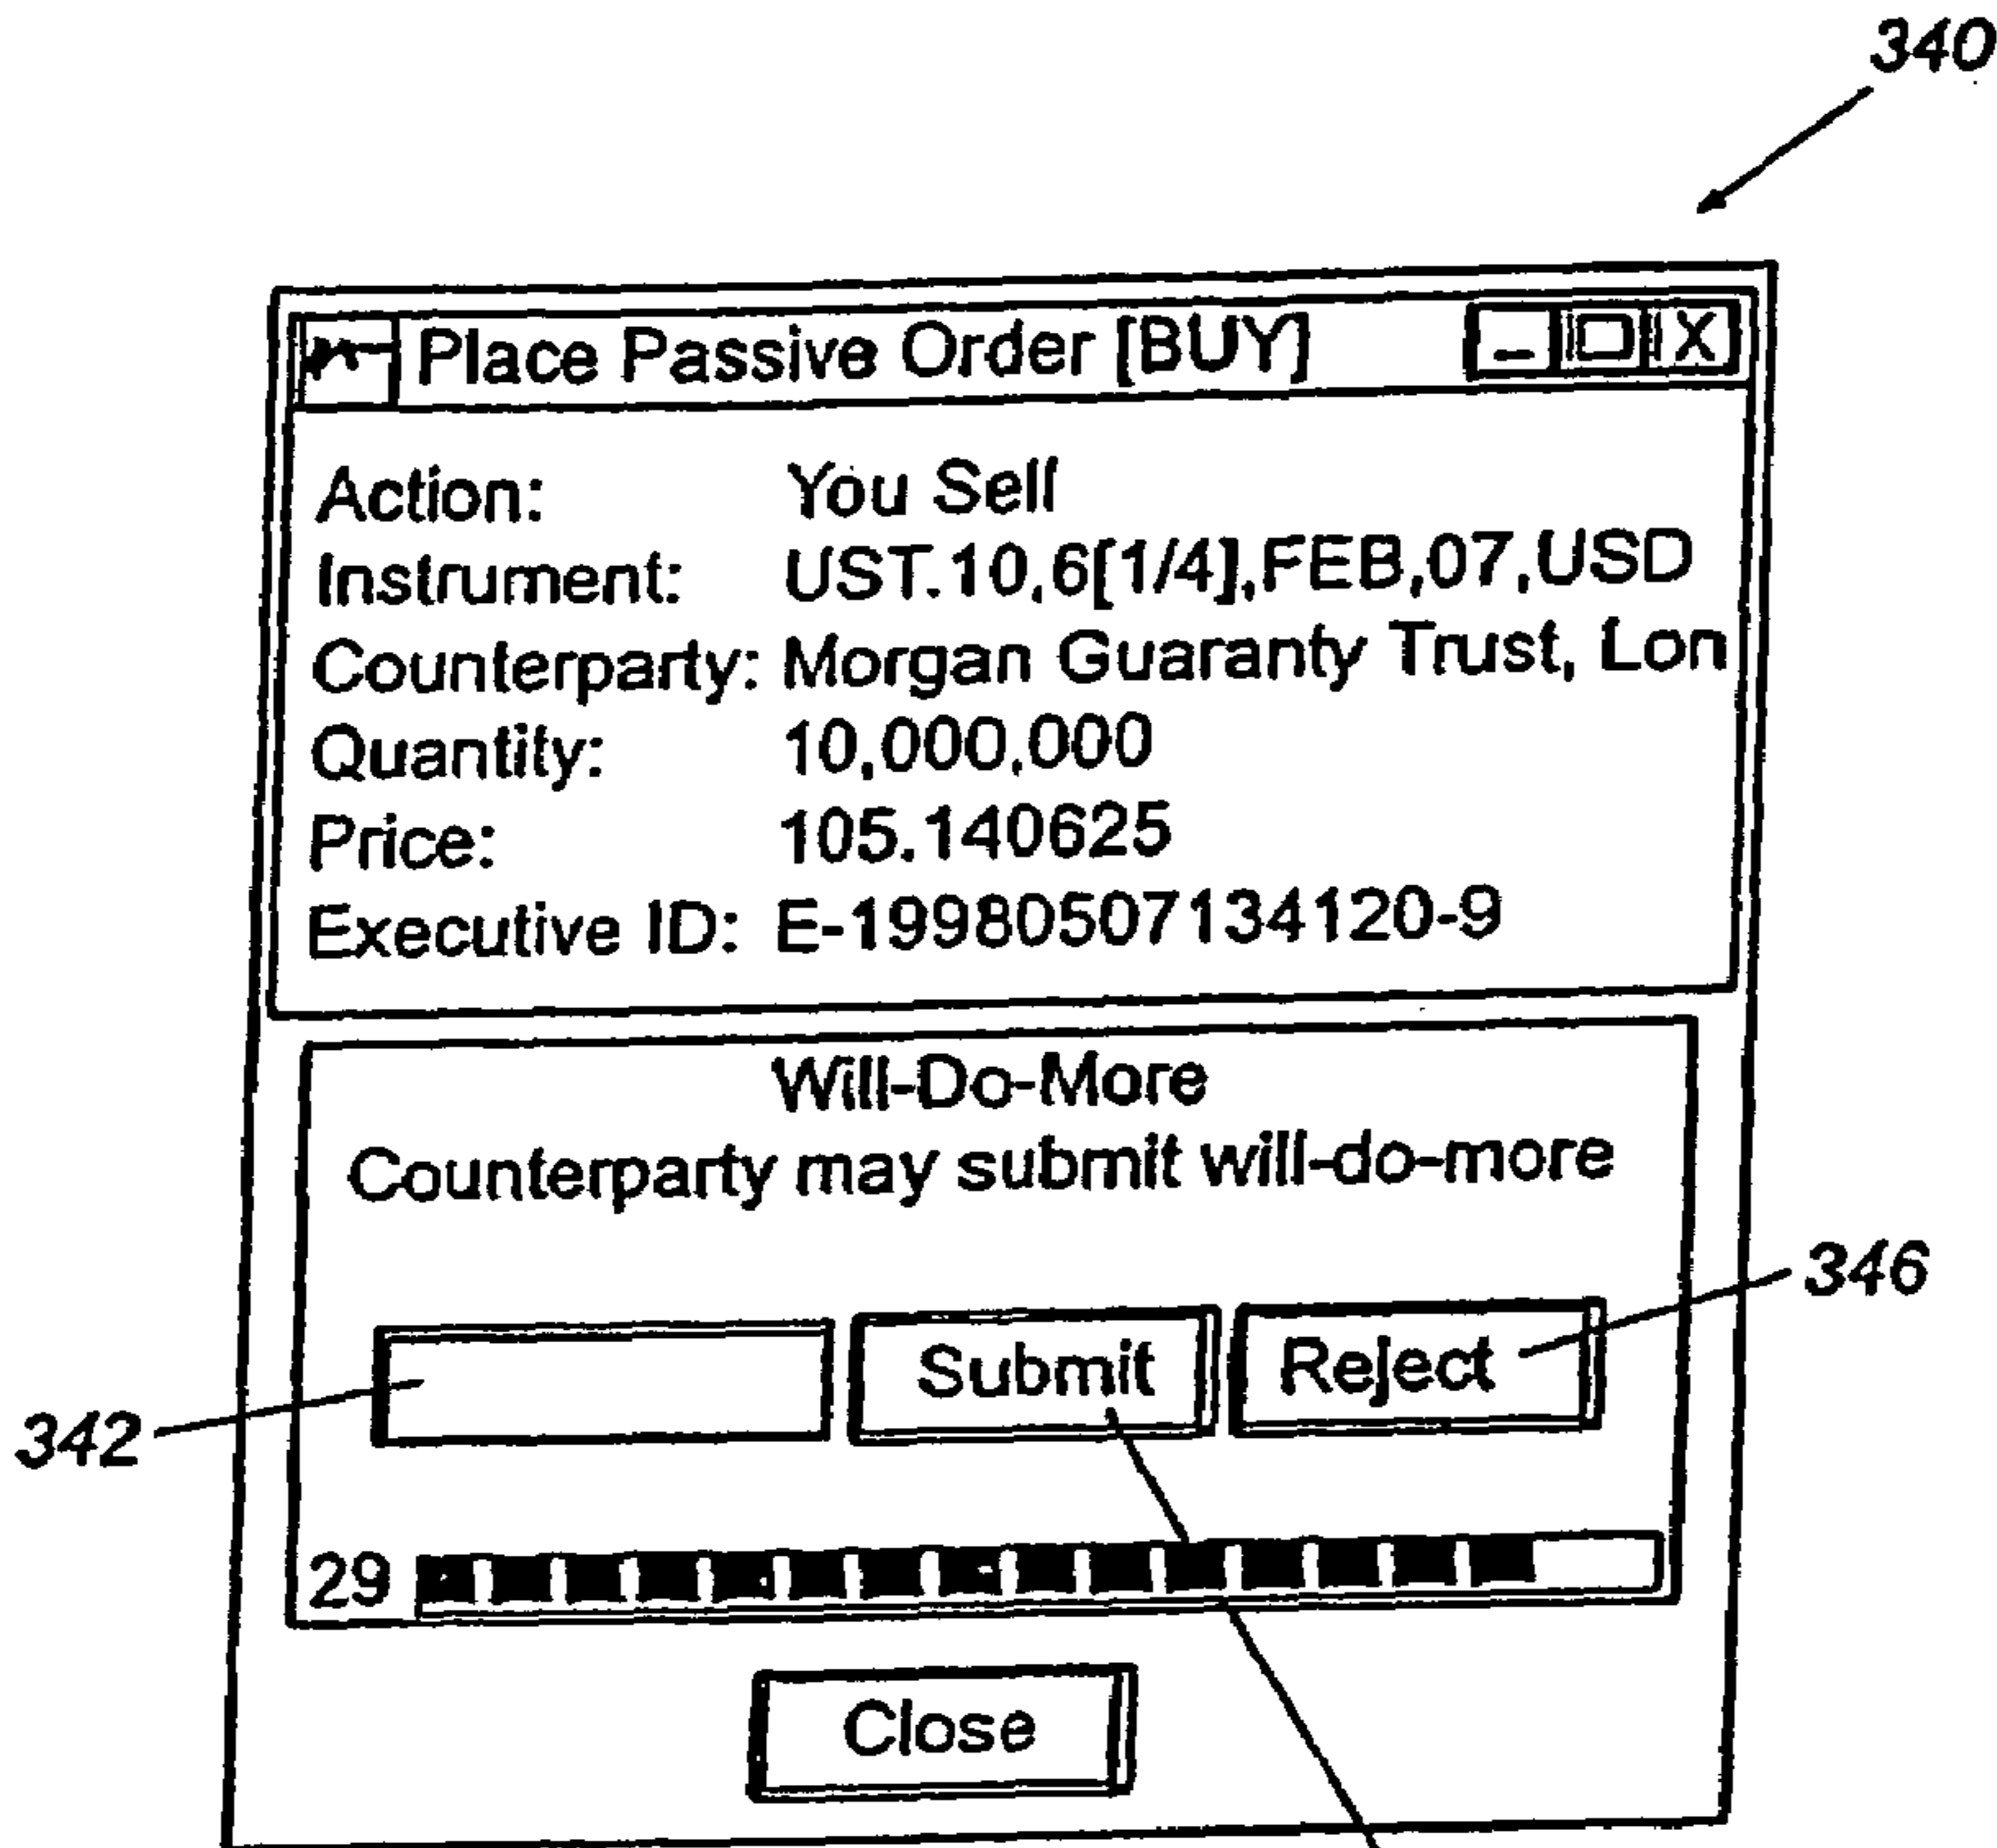 340
Place Passive Order [BUY]
X
Action: You Sell
Instrument: UST.10,6[1/4],FEB,07,USD
Counterparty: Morgan Guaranty Trust, Lon
Quantity: 10,000,000
Price: 105.140625
Executive ID: E-19980507134120-9
Will-Do-More
Counterparty may submit will-do-more
346
Submit Reject
342
29
Close